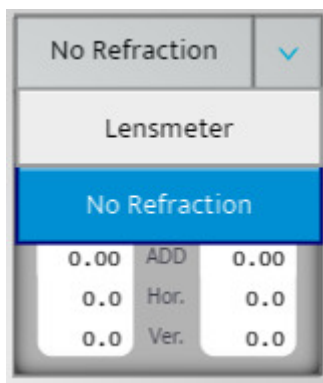 No Refraction
Lensmeter
No Refraction
0.00 ADD 0.00
0.0 Hor. 0.0
0.0 Ver. 0.0